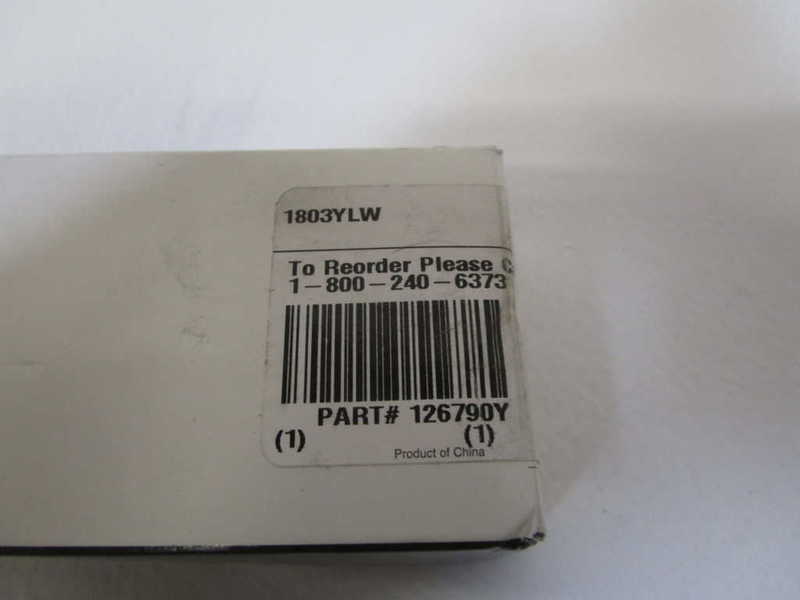 1803YLW
To Reorder Please
1-800-240-6373
PART# 126790Y
(1) (1)
Product of China